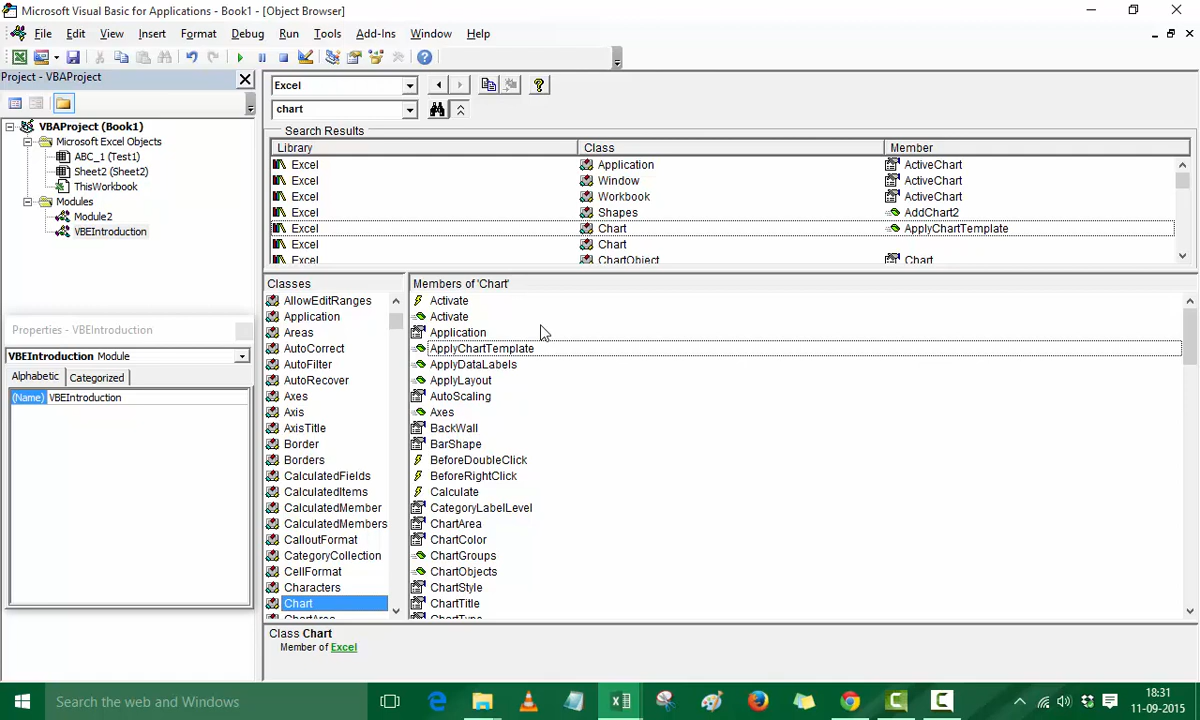 Microsoft Visual Basic for Applications - Book1 - [Object Browser]
File Edit View Insert Format Debug Run Tools Add-Ins Window Help
Project - VBAProject
VBAProject (Book1)
Microsoft Excel Objects
ABC_1 (Test1)
Sheet2 (Sheet2)
ThisWorkbook
Modules
Module2
VBEIntroduction
Properties - VBEIntroduction
VBEIntroduction Module
Alphabetic Categorized
(Name) VBEIntroduction
Excel
chart
Search Results
Library Class Member
Excel Application ActiveChart
Excel Window ActiveChart
Excel Workbook ActiveChart
Excel Shapes AddChart2
Excel Chart ApplyChartTemplate
Excel Chart
Excel ChartObject Chart
Classes
AllowEditRanges
Application
Areas
AutoCorrect
AutoFilter
AutoRecover
Axes
Axis
AxisTitle
Border
Borders
CalculatedFields
CalculatedItems
CalculatedMember
CalculatedMembers
CalloutFormat
CategoryCollection
CellFormat
Characters
Chart
ChartArea
Members of 'Chart'
Activate
Activate
Application
ApplyChartTemplate
ApplyDataLabels
ApplyLayout
AutoScaling
Axes
BackWall
BarShape
BeforeDoubleClick
BeforeRightClick
Calculate
CategoryLabelLevel
ChartArea
ChartColor
ChartGroups
ChartObjects
ChartStyle
ChartTitle
ChartType
Class Chart
Member of Excel
Search the web and Windows
18:31
11-09-2015